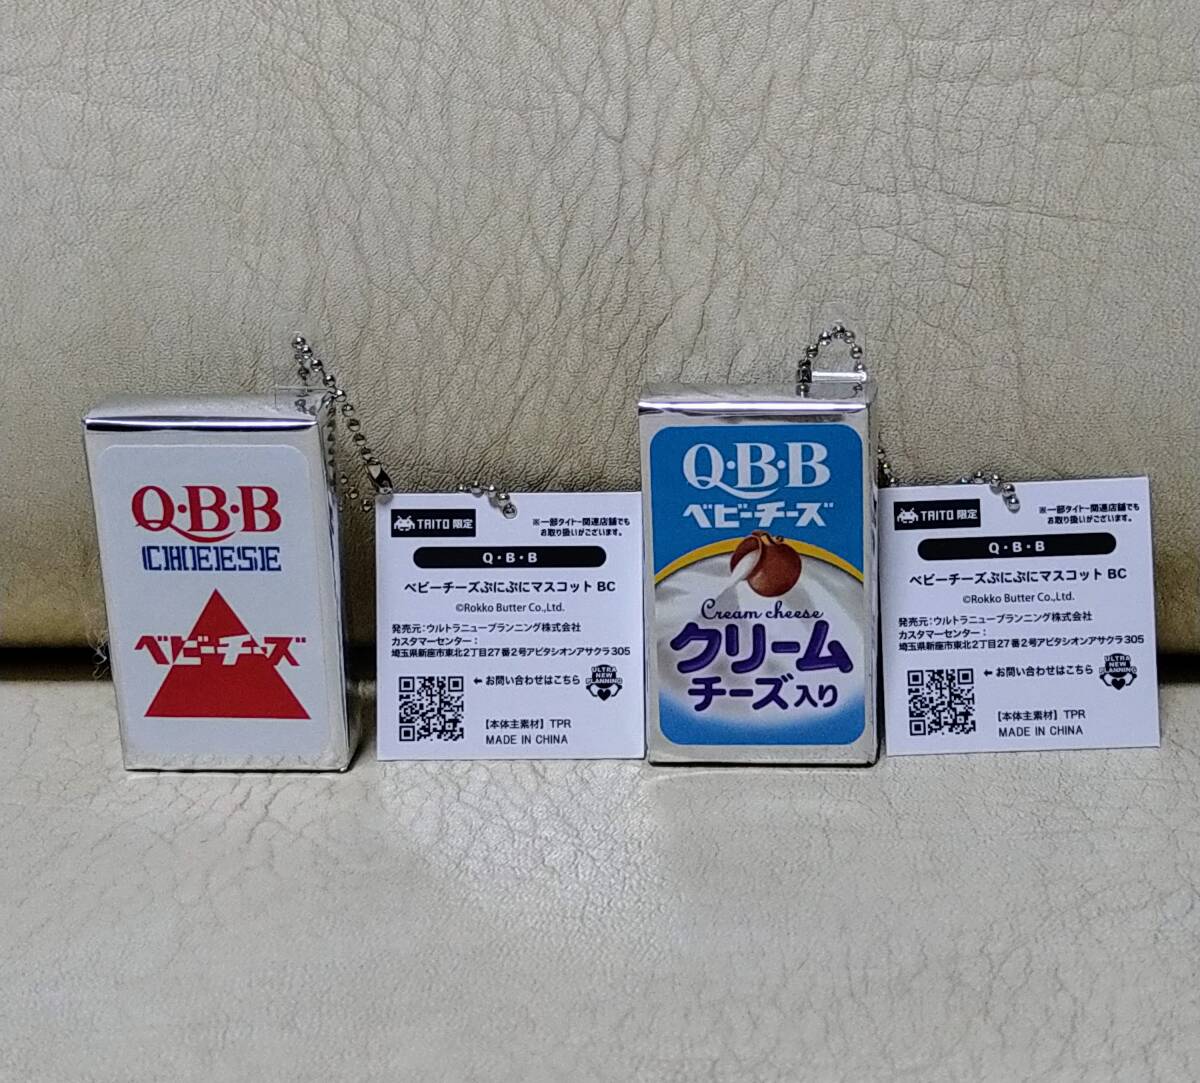 Q·B·B
CHEESE
ベビーチーズ
TAITO 限定
※一部タイトー関連店舗でも
お取り扱いがございます。
Q・B・B
ベビーチーズぷにぷにマスコット BC
©Rokko Butter Co.,Ltd.
発売元：ウルトラニュープランニング株式会社
カスタマーセンター：
埼玉県新座市東北2丁目27番2号アビタシオンアサクラ305
← お問い合わせはこちら
ULTRA
NEW
PLANNING
【本体主素材】TPR
MADE IN CHINA
Q·B·B
ベビーチーズ
Cream cheese
クリーム
チーズ入り
TAITO 限定
※一部タイトー関連店舗でも
お取り扱いがございます。
Q・B・B
ベビーチーズぷにぷにマスコット BC
©Rokko Butter Co.,Ltd.
発売元：ウルトラニュープランニング株式会社
カスタマーセンター：
埼玉県新座市東北2丁目27番2号アビタシオンアサクラ305
← お問い合わせはこちら
ULTRA
NEW
PLANNING
【本体主素材】TPR
MADE IN CHINA